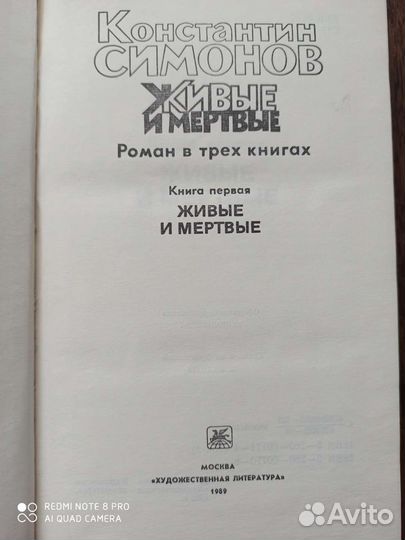 Константин
СИМОНОВ
ЖИВЫЕ
И МЕРТВЫЕ
Роман в трех книгах
Книга первая
ЖИВЫЕ
И МЕРТВЫЕ
МОСКВА
«ХУДОЖЕСТВЕННАЯ ЛИТЕРАТУРА»
1989
REDMI NOTE 8 PRO
AI QUAD CAMERA
Avito